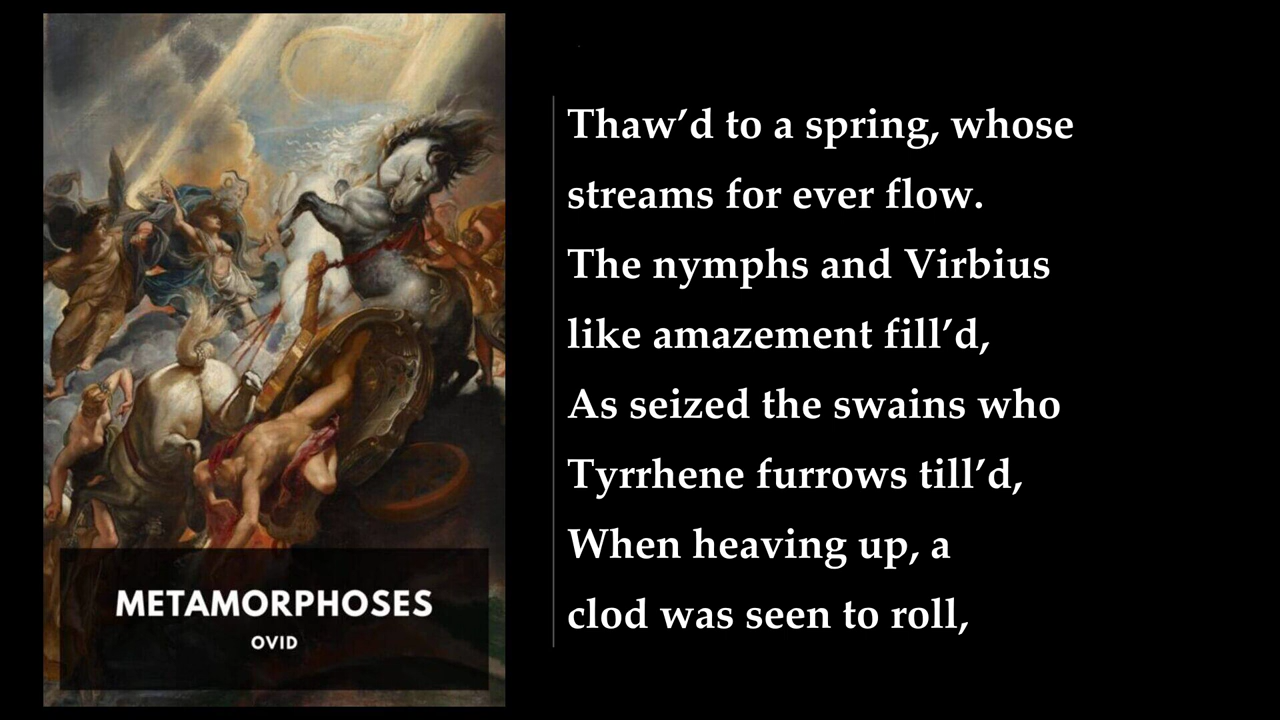 METAMORPHOSES
OVID
Thaw’d to a spring, whose
streams for ever flow.
The nymphs and Virbius
like amazement fill’d,
As seized the swains who
Tyrrhene furrows till’d,
When heaving up, a
clod was seen to roll,